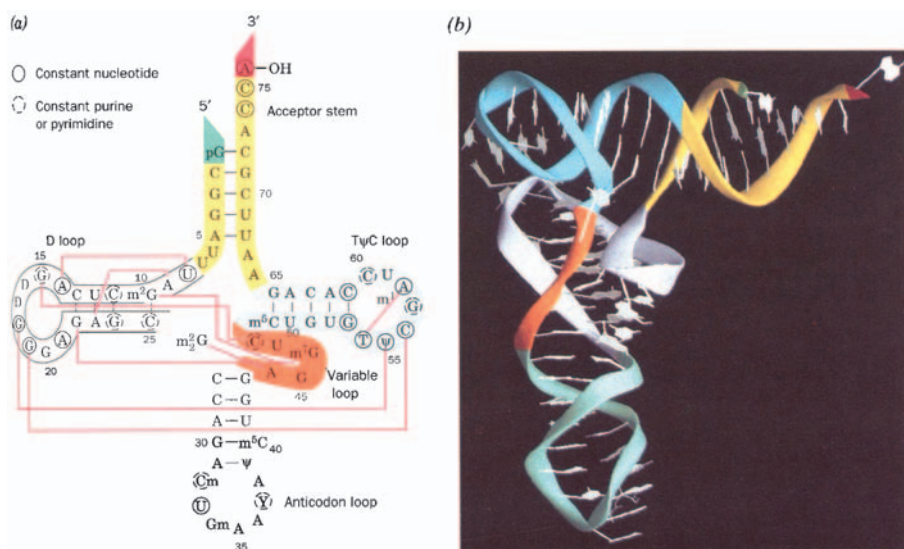 (a)
3′
A–OH
75
C
C
Acceptor stem
A
C
G
C
70
U
U
A
A
Constant nucleotide
Constant purine
or pyrimidine
5′
pG
C
G
G
A
U
5
U
D loop
15
D
G
A
C
U
C
m²G
10
A
U
D
G
G
G
A
G
A
G
C
20
25
m²₂G
TψC loop
60
C
U
65
G A C A C
m¹A
G
m⁵C U G U G
50
T
ψ
C
55
C U m⁷G
A G
45
Variable loop
C–G
C–G
A–U
30 G–m⁵C 40
A–ψ
Cm
A
U
Y
Gm
A
A
35
Anticodon loop
(b)